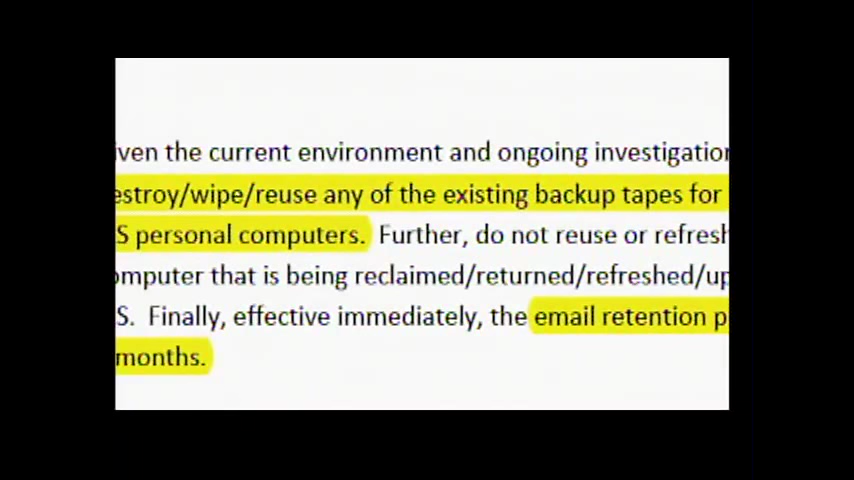 iven the current environment and ongoing investigation
estroy/wipe/reuse any of the existing backup tapes for
S personal computers. Further, do not reuse or refresh
omputer that is being reclaimed/returned/refreshed/up
S. Finally, effective immediately, the email retention p
months.